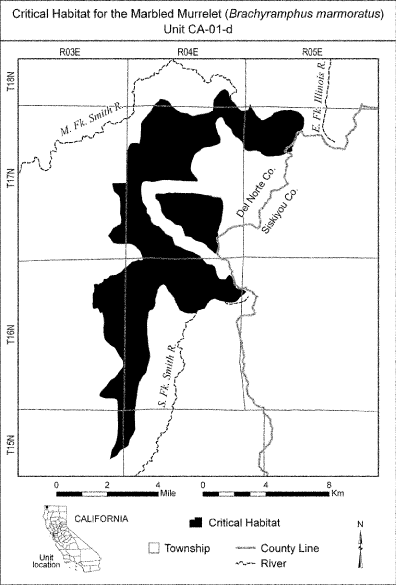 Critical Habitat for the Marbled Murrelet (Brachyramphus marmoratus)
Unit CA-01-d
R03E R04E R05E
T18N
M. Fk. Smith R.
E. Fk. Illinois R.
T17N
Del Norte Co.
Siskiyou Co.
T16N
S. Fk. Smith R.
T15N
0 2 4 Mile
0 4 8 Km
CALIFORNIA
Unit
location
Critical Habitat
Township
County Line
River
N